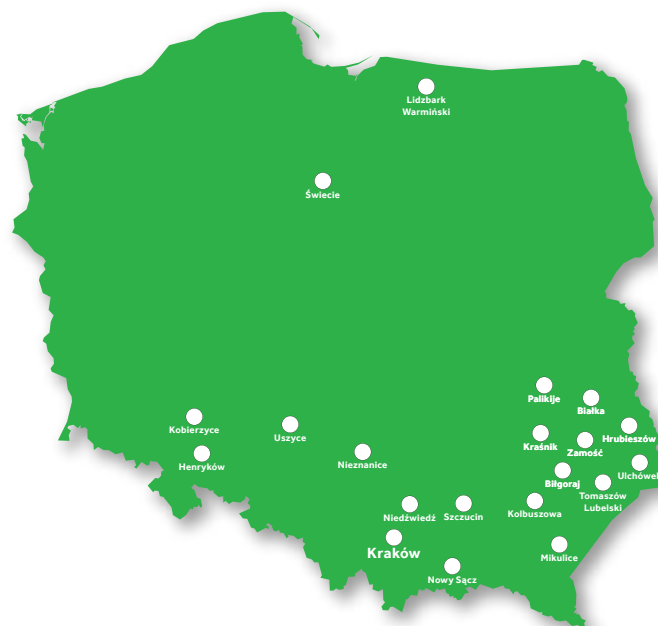 Lidzbark
Warmiński
Świecie
Palikije
Białka
Kobierzyce
Uszyce
Kraśnik
Hrubieszów
Zamość
Henryków
Nieznanice
Ulchówek
Biłgoraj
Tomaszów
Lubelski
Niedźwiedź
Szczucin
Kolbuszowa
Kraków
Mikulice
Nowy Sącz